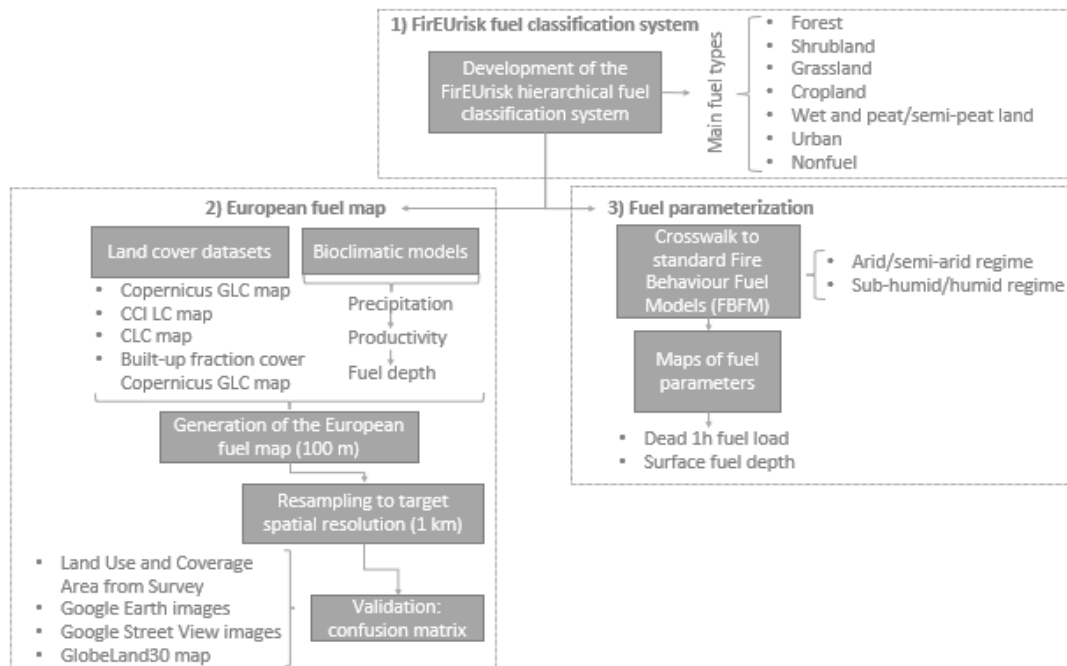 1) FirEUrisk fuel classification system
Development of the
FirEUrisk hierarchical fuel
classification system
Main fuel types
• Forest
• Shrubland
• Grassland
• Cropland
• Wet and peat/semi-peat land
• Urban
• Nonfuel
2) European fuel map
Land cover datasets
• Copernicus GLC map
• CCI LC map
• CLC map
• Built-up fraction cover
Copernicus GLC map
Bioclimatic models
Precipitation
Productivity
Fuel depth
Generation of the European
fuel map (100 m)
Resampling to target
spatial resolution (1 km)
• Land Use and Coverage
Area from Survey
• Google Earth images
• Google Street View images
• GlobeLand30 map
Validation:
confusion matrix
3) Fuel parameterization
Crosswalk to
standard Fire
Behaviour Fuel
Models (FBFM)
• Arid/semi-arid regime
• Sub-humid/humid regime
Maps of fuel
parameters
• Dead 1h fuel load
• Surface fuel depth